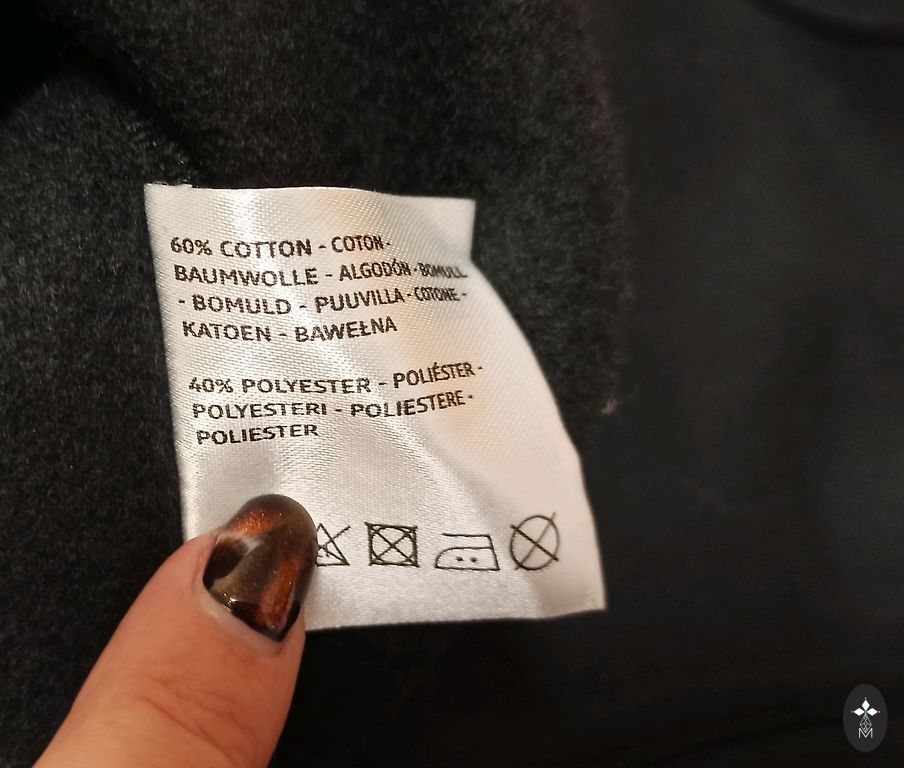 60% COTTON - COTON -
BAUMWOLLE - ALGODÓN - BOMULL
- BOMULD - PUUVILLA - COTONE -
KATOEN - BAWEŁNA
40% POLYESTER - POLIÉSTER -
POLYESTERI - POLIESTERE -
POLIESTER
M